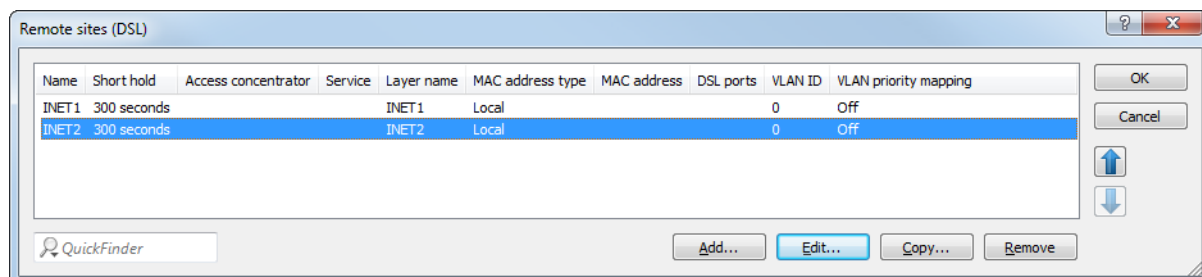 Remote sites (DSL)
Name Short hold Access concentrator Service Layer name MAC address type MAC address DSL ports VLAN ID VLAN priority mapping
INET1 300 seconds INET1 Local 0 Off
INET2 300 seconds INET2 Local 0 Off
OK
Cancel
QuickFinder
Add... Edit... Copy... Remove